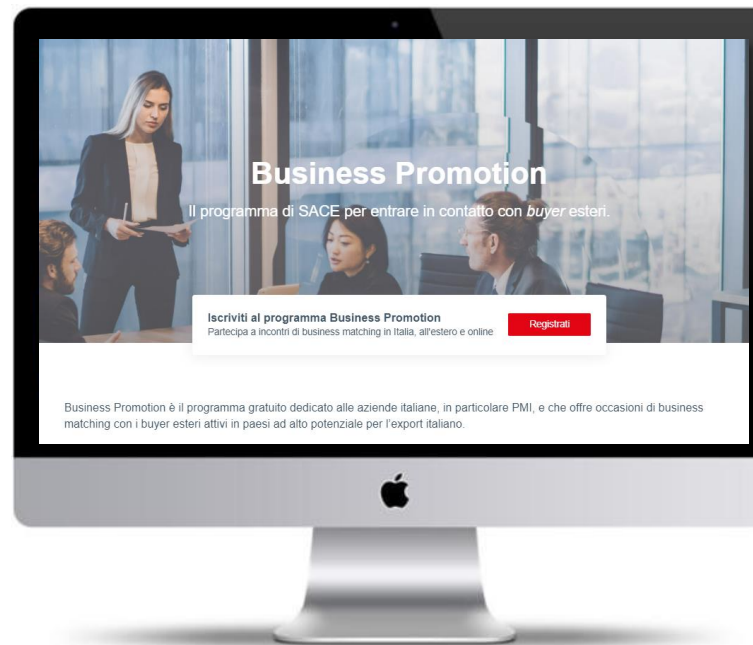 Business Promotion
Il programma di SACE per entrare in contatto con buyer esteri.
Iscriviti al programma Business Promotion
Partecipa a incontri di business matching in Italia, all'estero e online
Registrati
Business Promotion è il programma gratuito dedicato alle aziende italiane, in particolare PMI, e che offre occasioni di business
matching con i buyer esteri attivi in paesi ad alto potenziale per l'export italiano.